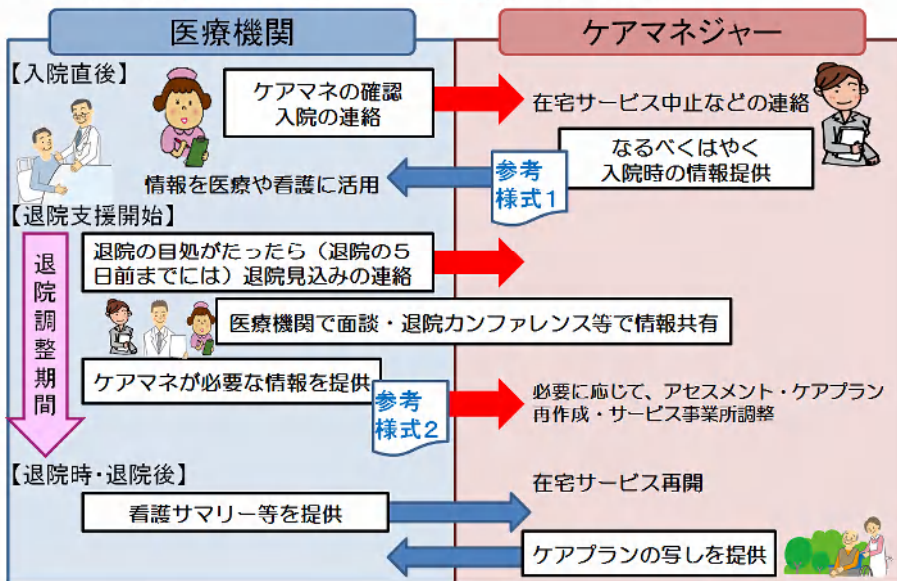 医療機関
ケアマネジャー
【入院直後】
ケアマネの確認
入院の連絡
在宅サービス中止などの連絡
なるべくはやく
入院時の情報提供
参考
様式1
情報を医療や看護に活用
【退院支援開始】
退院調整期間
退院の目処がたったら（退院の５
日前までには）退院見込みの連絡
医療機関で面談・退院カンファレンス等で情報共有
ケアマネが必要な情報を提供
参考
様式2
必要に応じて、アセスメント・ケアプラン
再作成・サービス事業所調整
【退院時・退院後】
在宅サービス再開
看護サマリー等を提供
ケアプランの写しを提供